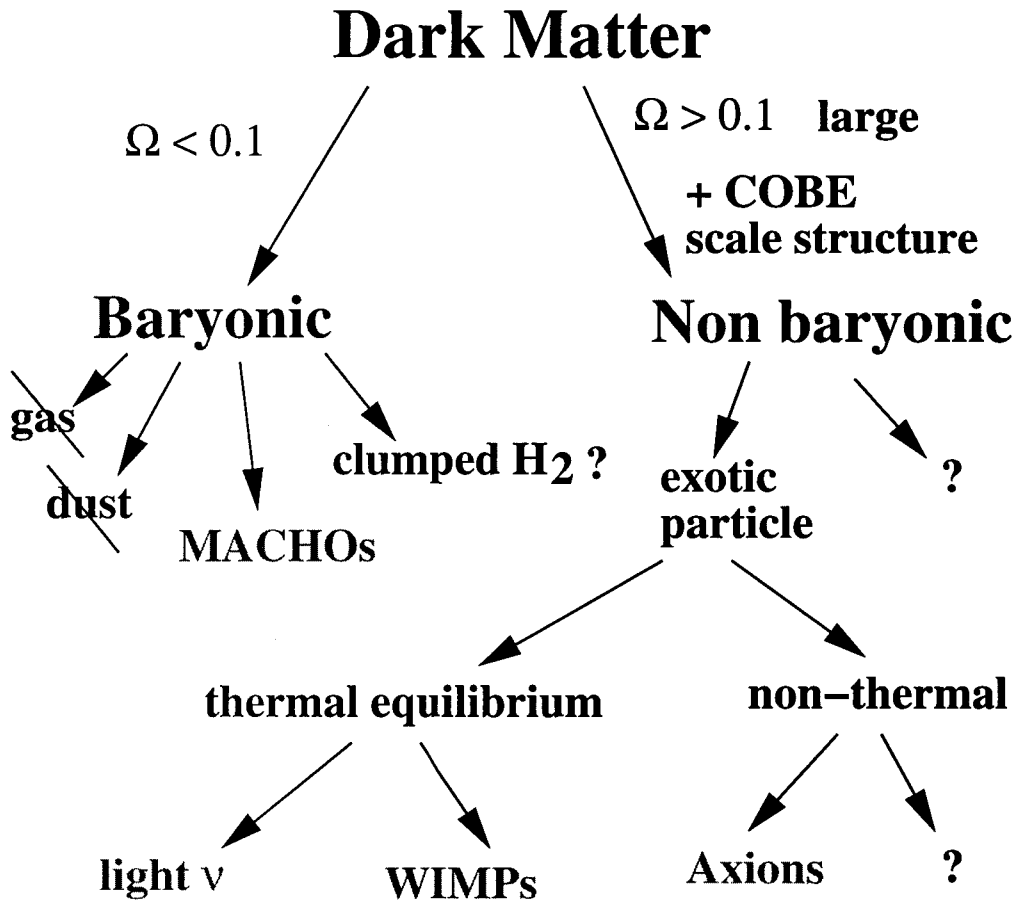 Dark Matter
Ω < 0.1
Ω > 0.1 large
+ COBE
scale structure
Baryonic
Non baryonic
gas
dust
MACHOs
clumped H2 ?
exotic
particle
?
thermal equilibrium
non−thermal
light ν
WIMPs
Axions
?